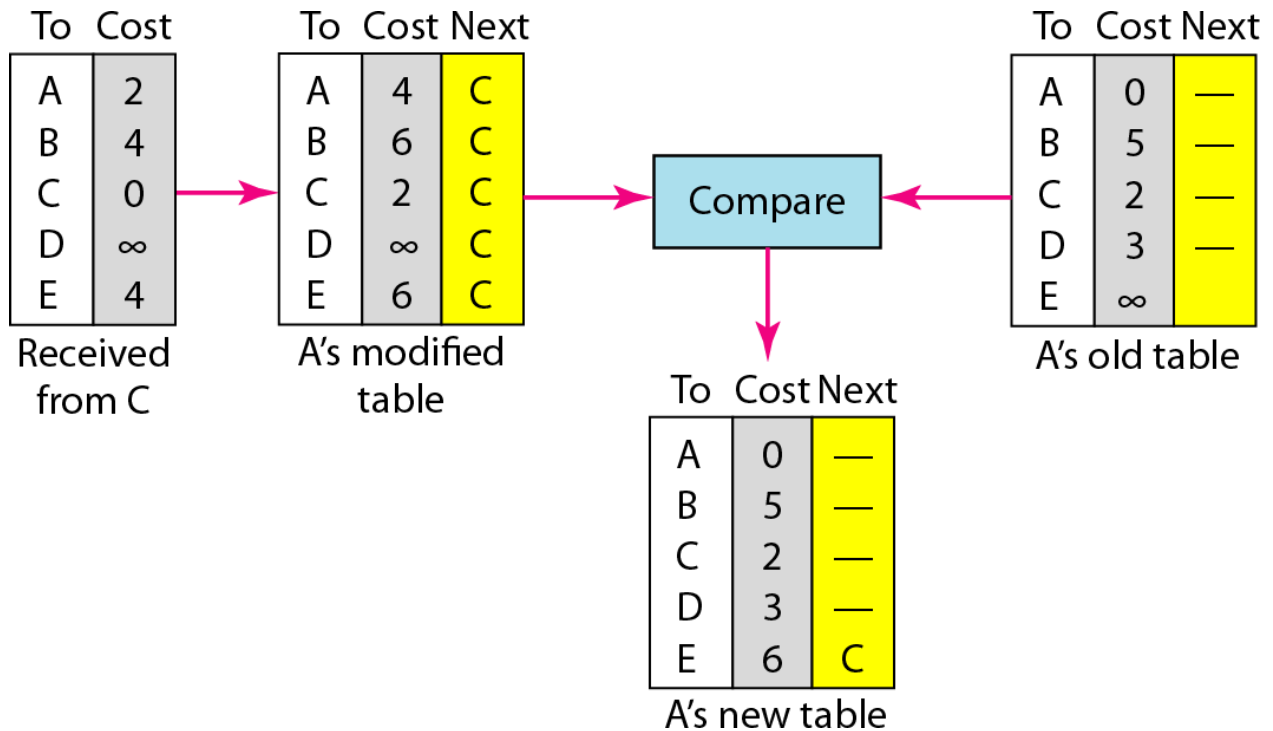 To Cost
A 2
B 4
C 0
D ∞
E 4
Received
from C
To Cost Next
A 4 C
B 6 C
C 2 C
D ∞ C
E 6 C
A's modified
table
Compare
To Cost Next
A 0 —
B 5 —
C 2 —
D 3 —
E ∞
A's old table
To Cost Next
A 0 —
B 5 —
C 2 —
D 3 —
E 6 C
A's new table